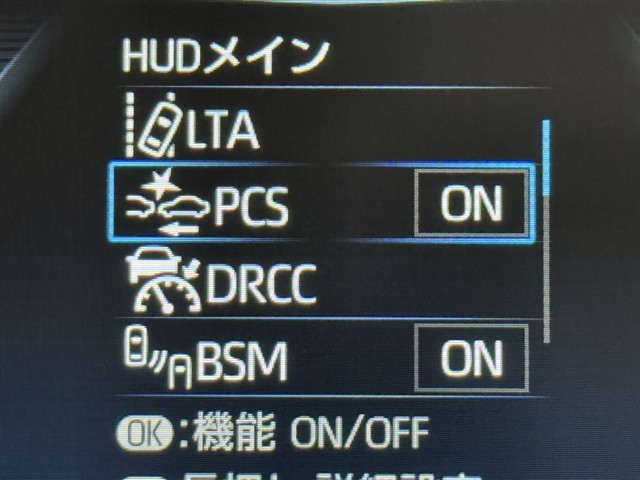 HUDメイン
LTA
PCS ON
DRCC
BSM ON
OK:機能 ON/OFF